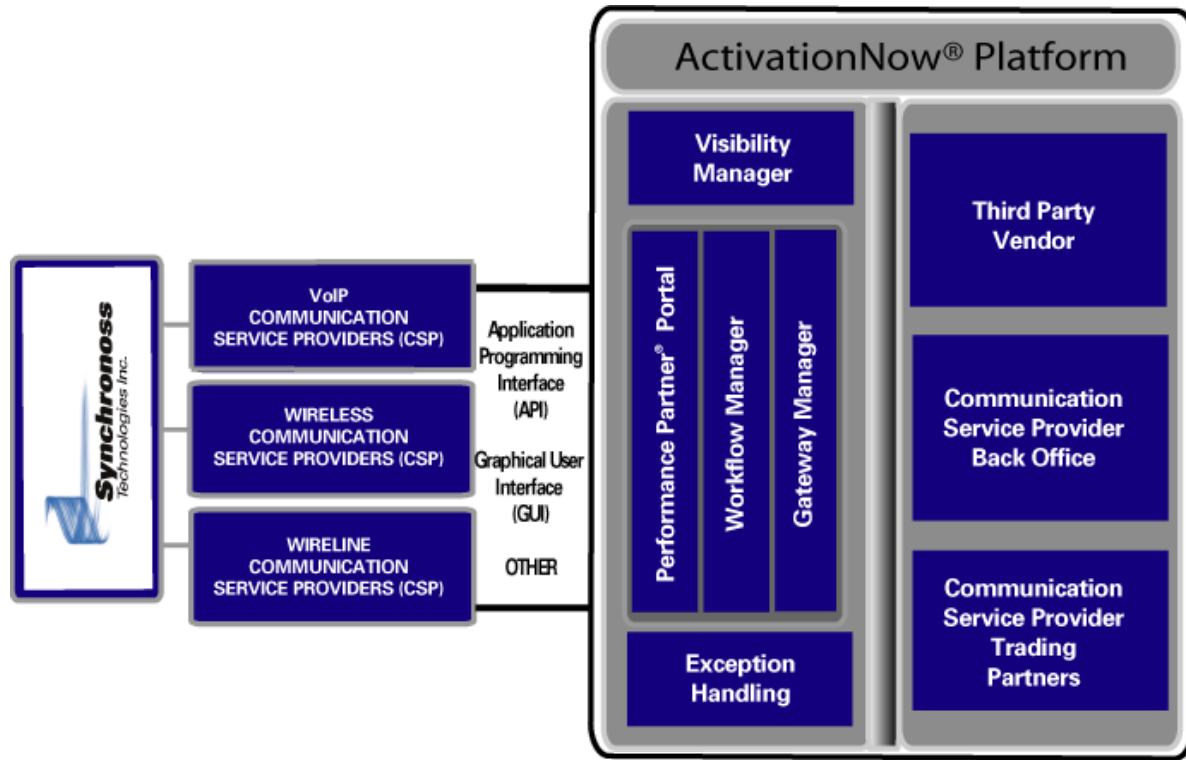 ActivationNow® Platform
Visibility
Manager
Performance Partner® Portal
Workflow Manager
Gateway Manager
Exception
Handling
Third Party
Vendor
Communication
Service Provider
Back Office
Communication
Service Provider
Trading
Partners
Synchronoss
Technologies Inc.
VoIP
COMMUNICATION
SERVICE PROVIDERS (CSP)
WIRELESS
COMMUNICATION
SERVICE PROVIDERS (CSP)
WIRELINE
COMMUNICATION
SERVICE PROVIDERS (CSP)
Application
Programming
Interface
(API)
Graphical User
Interface
(GUI)
OTHER